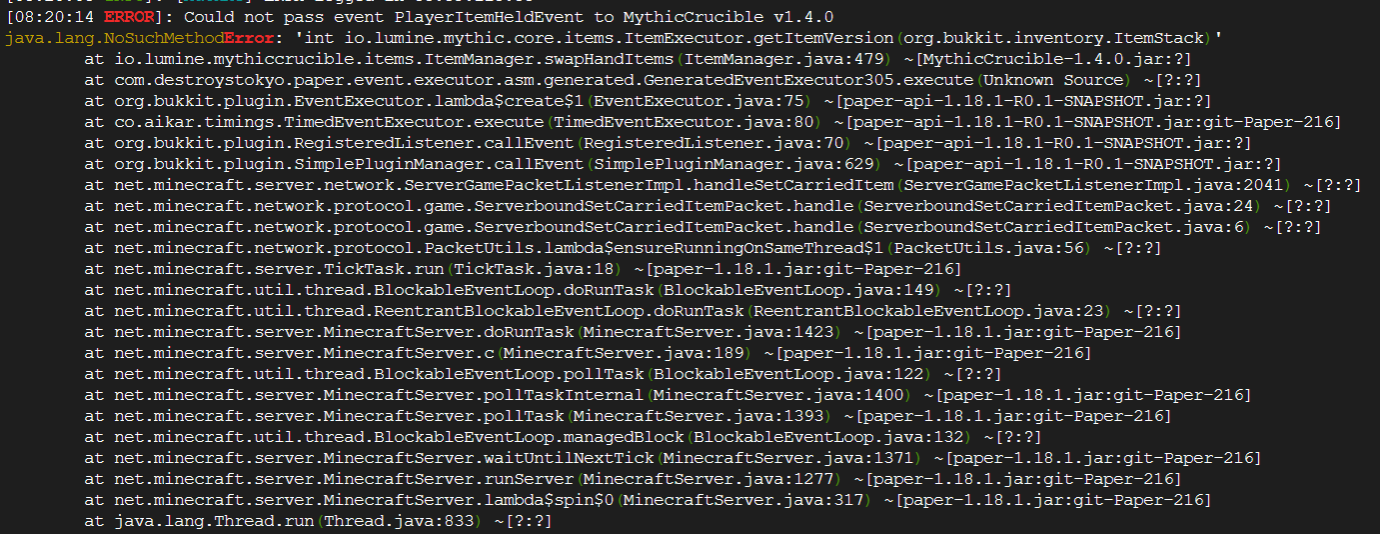 [08:20:14 ERROR]: Could not pass event PlayerItemHeldEvent to MythicCrucible v1.4.0
java.lang.NoSuchMethodError: 'int io.lumine.mythic.core.items.ItemExecutor.getItemVersion(org.bukkit.inventory.ItemStack)'
at io.lumine.mythiccrucible.items.ItemManager.swapHandItems(ItemManager.java:479) ~[MythicCrucible-1.4.0.jar:?]
at com.destroystokyo.paper.event.executor.asm.generated.GeneratedEventExecutor305.execute(Unknown Source) ~[?:?]
at org.bukkit.plugin.EventExecutor.lambda$create$1(EventExecutor.java:75) ~[paper-api-1.18.1-R0.1-SNAPSHOT.jar:?]
at co.aikar.timings.TimedEventExecutor.execute(TimedEventExecutor.java:80) ~[paper-api-1.18.1-R0.1-SNAPSHOT.jar:git-Paper-216]
at org.bukkit.plugin.RegisteredListener.callEvent(RegisteredListener.java:70) ~[paper-api-1.18.1-R0.1-SNAPSHOT.jar:?]
at org.bukkit.plugin.SimplePluginManager.callEvent(SimplePluginManager.java:629) ~[paper-api-1.18.1-R0.1-SNAPSHOT.jar:?]
at net.minecraft.server.network.ServerGamePacketListenerImpl.handleSetCarriedItem(ServerGamePacketListenerImpl.java:2041) ~[?:?]
at net.minecraft.network.protocol.game.ServerboundSetCarriedItemPacket.handle(ServerboundSetCarriedItemPacket.java:24) ~[?:?]
at net.minecraft.network.protocol.game.ServerboundSetCarriedItemPacket.handle(ServerboundSetCarriedItemPacket.java:6) ~[?:?]
at net.minecraft.network.protocol.PacketUtils.lambda$ensureRunningOnSameThread$1(PacketUtils.java:56) ~[?:?]
at net.minecraft.server.TickTask.run(TickTask.java:18) ~[paper-1.18.1.jar:git-Paper-216]
at net.minecraft.util.thread.BlockableEventLoop.doRunTask(BlockableEventLoop.java:149) ~[?:?]
at net.minecraft.util.thread.ReentrantBlockableEventLoop.doRunTask(ReentrantBlockableEventLoop.java:23) ~[?:?]
at net.minecraft.server.MinecraftServer.doRunTask(MinecraftServer.java:1423) ~[paper-1.18.1.jar:git-Paper-216]
at net.minecraft.server.MinecraftServer.c(MinecraftServer.java:189) ~[paper-1.18.1.jar:git-Paper-216]
at net.minecraft.util.thread.BlockableEventLoop.pollTask(BlockableEventLoop.java:122) ~[?:?]
at net.minecraft.server.MinecraftServer.pollTaskInternal(MinecraftServer.java:1400) ~[paper-1.18.1.jar:git-Paper-216]
at net.minecraft.server.MinecraftServer.pollTask(MinecraftServer.java:1393) ~[paper-1.18.1.jar:git-Paper-216]
at net.minecraft.util.thread.BlockableEventLoop.managedBlock(BlockableEventLoop.java:132) ~[?:?]
at net.minecraft.server.MinecraftServer.waitUntilNextTick(MinecraftServer.java:1371) ~[paper-1.18.1.jar:git-Paper-216]
at net.minecraft.server.MinecraftServer.runServer(MinecraftServer.java:1277) ~[paper-1.18.1.jar:git-Paper-216]
at net.minecraft.server.MinecraftServer.lambda$spin$0(MinecraftServer.java:317) ~[paper-1.18.1.jar:git-Paper-216]
at java.lang.Thread.run(Thread.java:833) ~[?:?]